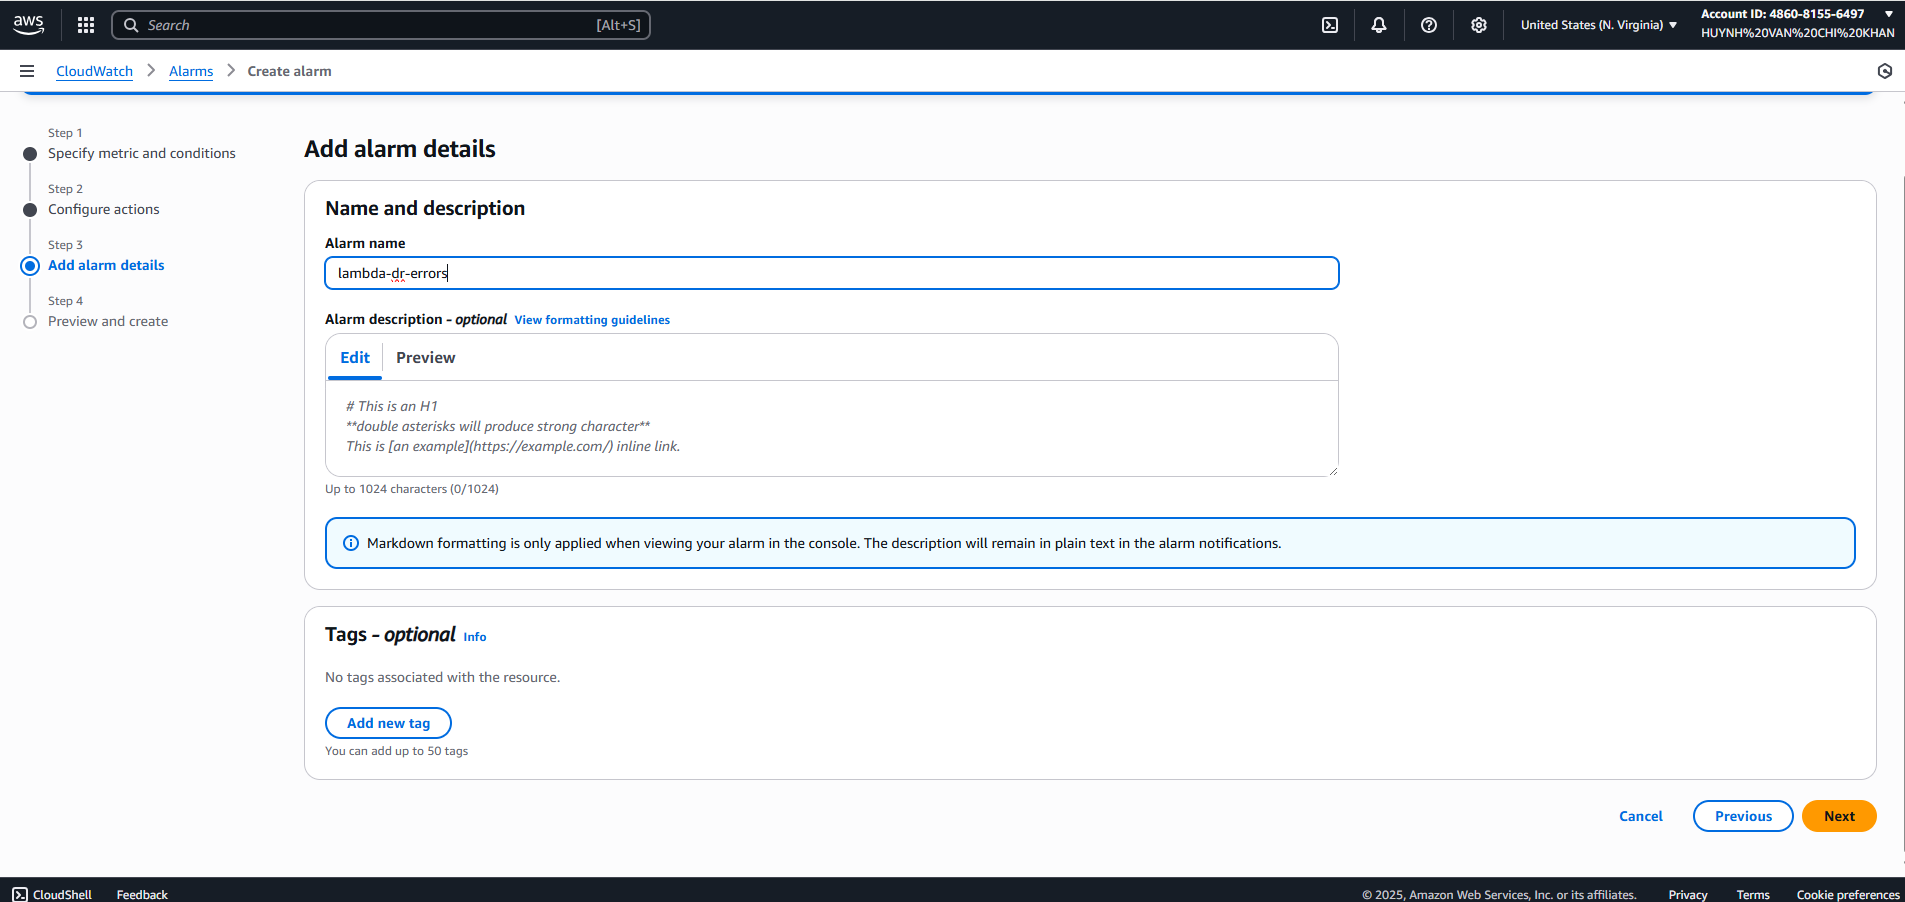 aws
Search [Alt+S]
United States (N. Virginia)
Account ID: 4860-8155-6497
HUYNH%20VAN%20CHI%20KHAN
CloudWatch > Alarms > Create alarm
Step 1
Specify metric and conditions
Step 2
Configure actions
Step 3
Add alarm details
Step 4
Preview and create
Add alarm details
Name and description
Alarm name
lambda-dr-errors
Alarm description - optional View formatting guidelines
Edit Preview
# This is an H1
**double asterisks will produce strong character**
This is [an example](https://example.com/) inline link.
Up to 1024 characters (0/1024)
Markdown formatting is only applied when viewing your alarm in the console. The description will remain in plain text in the alarm notifications.
Tags - optional Info
No tags associated with the resource.
Add new tag
You can add up to 50 tags
Cancel Previous Next
CloudShell Feedback © 2025, Amazon Web Services, Inc. or its affiliates. Privacy Terms Cookie preferences